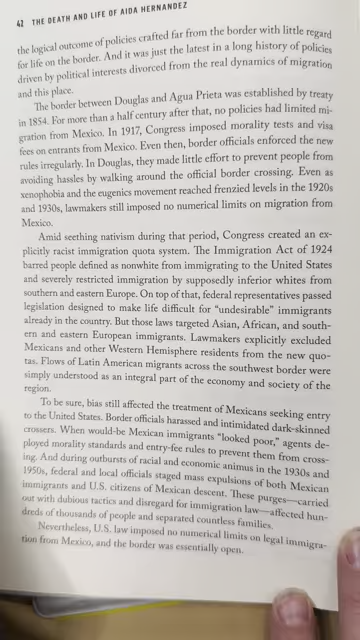 42 THE DEATH AND LIFE OF AIDA HERNANDEZ
the logical outcome of policies crafted far from the border with little regard
for life on the border. And it was just the latest in a long history of policies
driven by political interests divorced from the real dynamics of migration
and this place.
The border between Douglas and Agua Prieta was established by treaty
in 1854. For more than a half century after that, no policies had limited mi-
gration from Mexico. In 1917, Congress imposed morality tests and visa
fees on entrants from Mexico. Even then, border officials enforced the new
rules irregularly. In Douglas, they made little effort to prevent people from
avoiding hassles by walking around the official border crossing. Even as
xenophobia and the eugenics movement reached frenzied levels in the 1920s
and 1930s, lawmakers still imposed no numerical limits on migration from
Mexico.
Amid seething nativism during that period, Congress created an ex-
plicitly racist immigration quota system. The Immigration Act of 1924
barred people defined as nonwhite from immigrating to the United States
and severely restricted immigration by supposedly inferior whites from
southern and eastern Europe. On top of that, federal representatives passed
legislation designed to make life difficult for "undesirable" immigrants
already in the country. But those laws targeted Asian, African, and south-
ern and eastern European immigrants. Lawmakers explicitly excluded
Mexicans and other Western Hemisphere residents from the new quo-
tas. Flows of Latin American migrants across the southwest border were
simply understood as an integral part of the economy and society of the
region.
To be sure, bias still affected the treatment of Mexicans seeking entry
to the United States. Border officials harassed and intimidated dark-skinned
crossers. When would-be Mexican immigrants "looked poor," agents de-
ployed morality standards and entry-fee rules to prevent them from cross-
ing. And during outbursts of racial and economic animus in the 1930s and
1950s, federal and local officials staged mass expulsions of both Mexican
immigrants and U.S. citizens of Mexican descent. These purges—carried
out with dubious tactics and disregard for immigration law—affected hun-
dreds of thousands of people and separated countless families.
Nevertheless, U.S. law imposed no numerical limits on legal immigra-
tion from Mexico, and the border was essentially open.